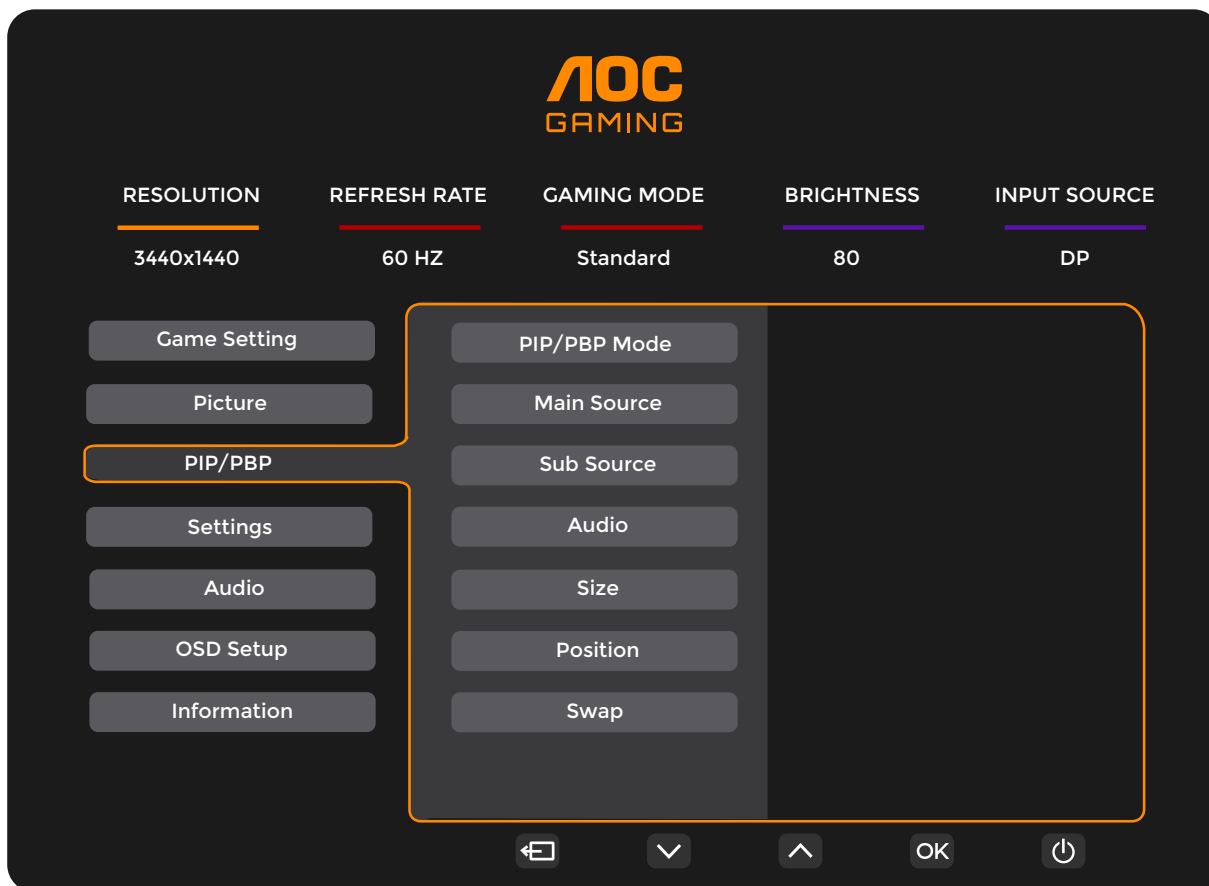 AOC
GAMING
RESOLUTION REFRESH RATE GAMING MODE BRIGHTNESS INPUT SOURCE
3440x1440 60 HZ Standard 80 DP
Game Setting
Picture
PIP/PBP
Settings
Audio
OSD Setup
Information
PIP/PBP Mode
Main Source
Sub Source
Audio
Size
Position
Swap
OK